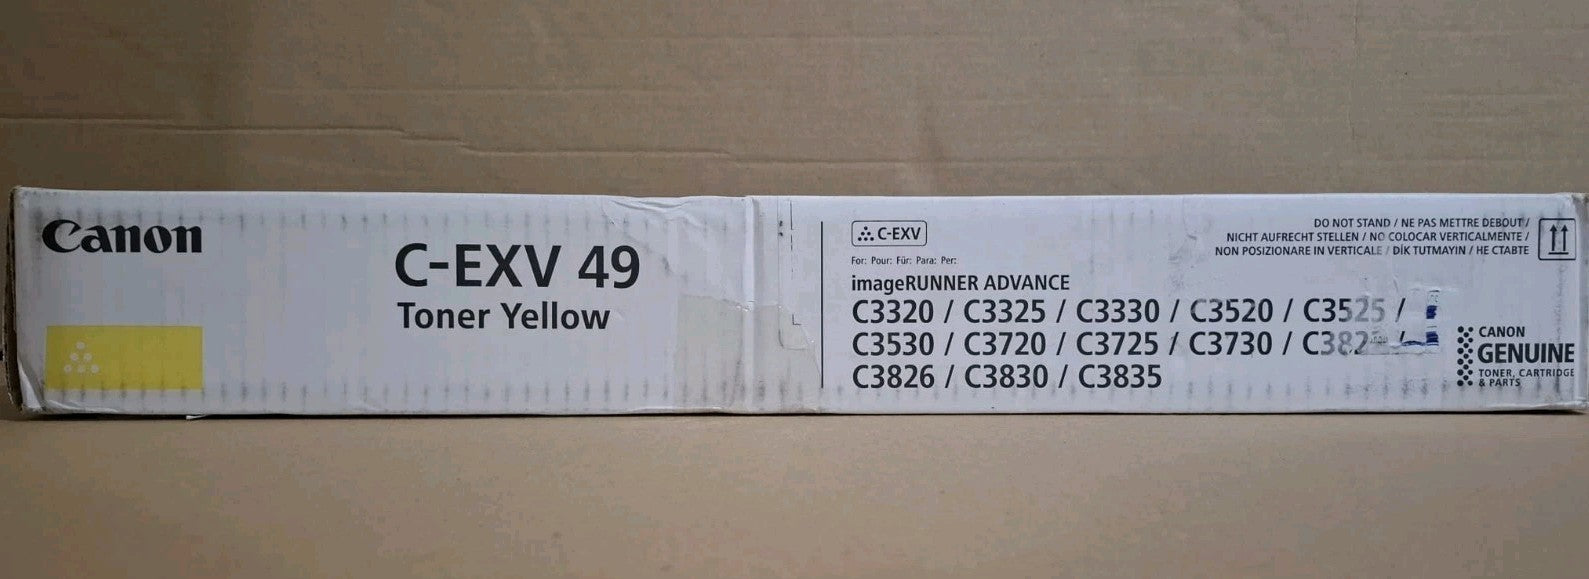 Canon
C-EXV 49
Toner Yellow
C-EXV
For: Pour: Für: Para: Per:
imageRUNNER ADVANCE
C3320 / C3325 / C3330 / C3520 / C3525 /
C3530 / C3720 / C3725 / C3730 /
C3826 / C3830 / C3835
DO NOT STAND / NE PAS METTRE DEBOUT /
NICHT AUFRECHT STELLEN / NO COLOCAR VERTICALMENTE /
NON POSIZIONARE IN VERTICALE / DİK TUTMAYIN / НЕ СТАВТЕ
CANON
GENUINE
TONER, CARTRIDGE
& PARTS